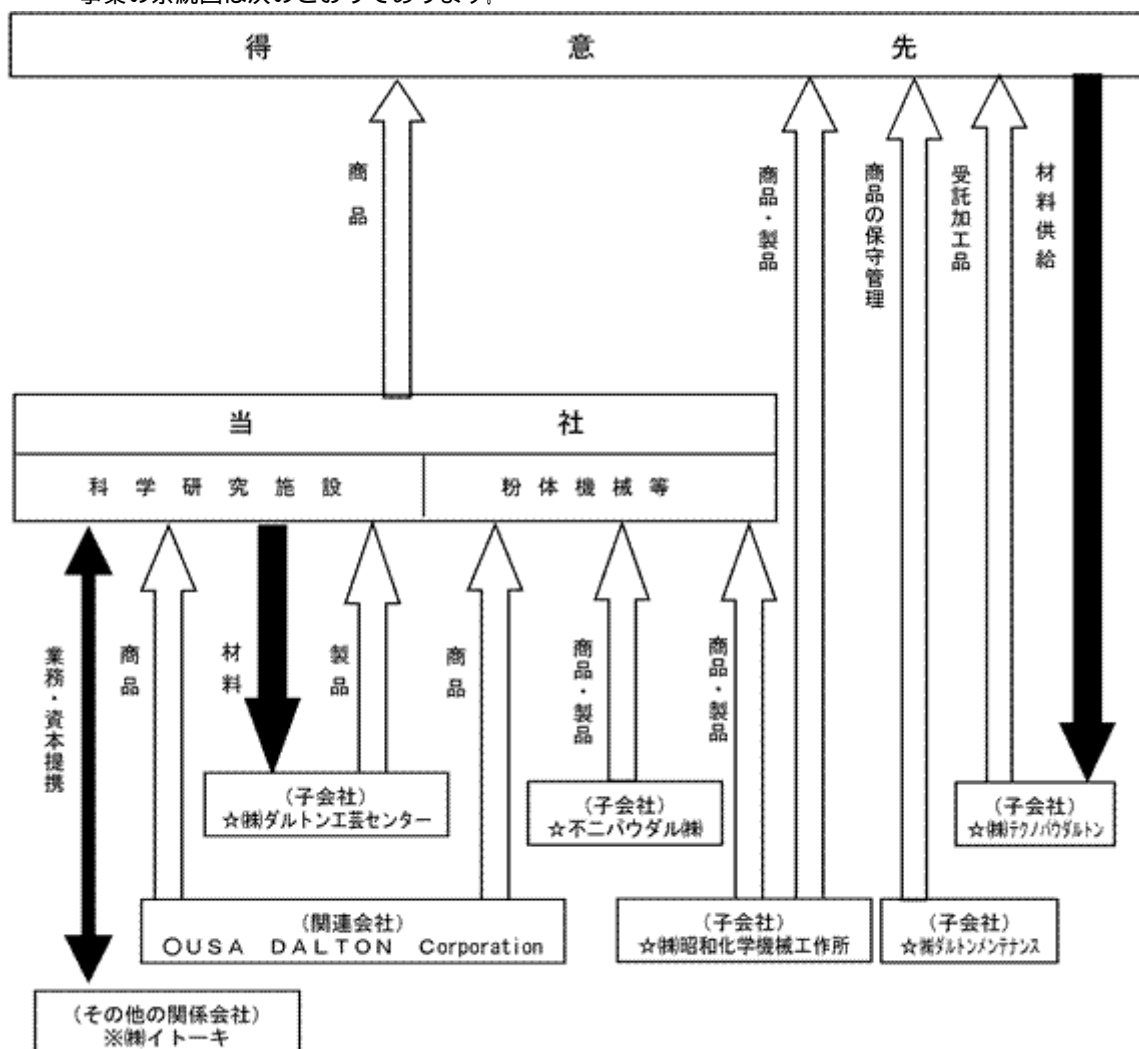 事業の系統図は次のとおりであります。
得意先
商品
商品・製品
商品の保守管理
受託加工品
材料供給
当社
科学研究施設
粉体機械等
業務・資本提携
商品
材料
製品
商品
商品・製品
商品・製品
(子会社)
☆㈱ダルトン工芸センター
(子会社)
☆不二パウダル㈱
(子会社)
☆㈱テクノパウダルトン
(関連会社)
〇USA DALTON Corporation
(子会社)
☆㈱昭和化学機械工作所
(子会社)
☆㈱ダルトンメンテナンス
(その他の関係会社)
※㈱イトーキ